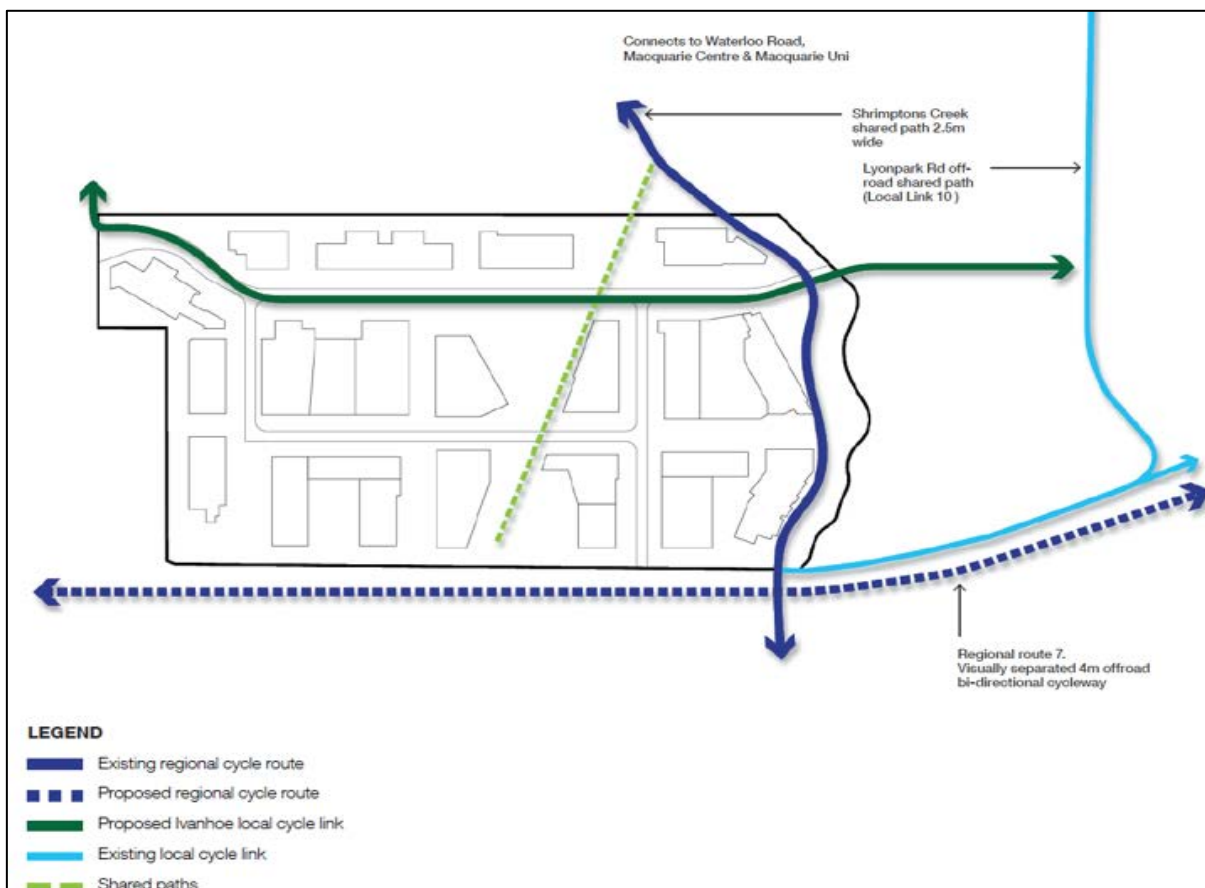 Connects to Waterloo Road,
Macquarie Centre & Macquarie Uni
Shrimptons Creek
shared path 2.5m
wide
Lyonpark Rd off-
road shared path
(Local Link 10 )
Regional route 7.
Visually separated 4m offroad
bi-directional cycleway
LEGEND
Existing regional cycle route
Proposed regional cycle route
Proposed Ivanhoe local cycle link
Existing local cycle link
Shared paths